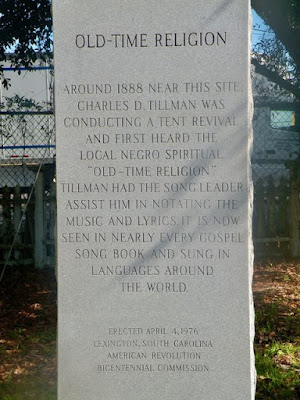 OLD-TIME RELIGION
AROUND 1888 NEAR THIS SITE
CHARLES D. TILLMAN WAS
CONDUCTING A TENT REVIVAL
AND FIRST HEARD THE
LOCAL NEGRO SPIRITUAL
"OLD-TIME RELIGION."
TILLMAN HAD THE SONG LEADER
ASSIST HIM IN NOTATING THE
MUSIC AND LYRICS. IT IS NOW
SEEN IN NEARLY EVERY GOSPEL
SONG BOOK AND SUNG IN
LANGUAGES AROUND
THE WORLD.
ERECTED APRIL 4, 1976
LEXINGTON, SOUTH CAROLINA
AMERICAN REVOLUTION
BICENTENNIAL COMMISSION